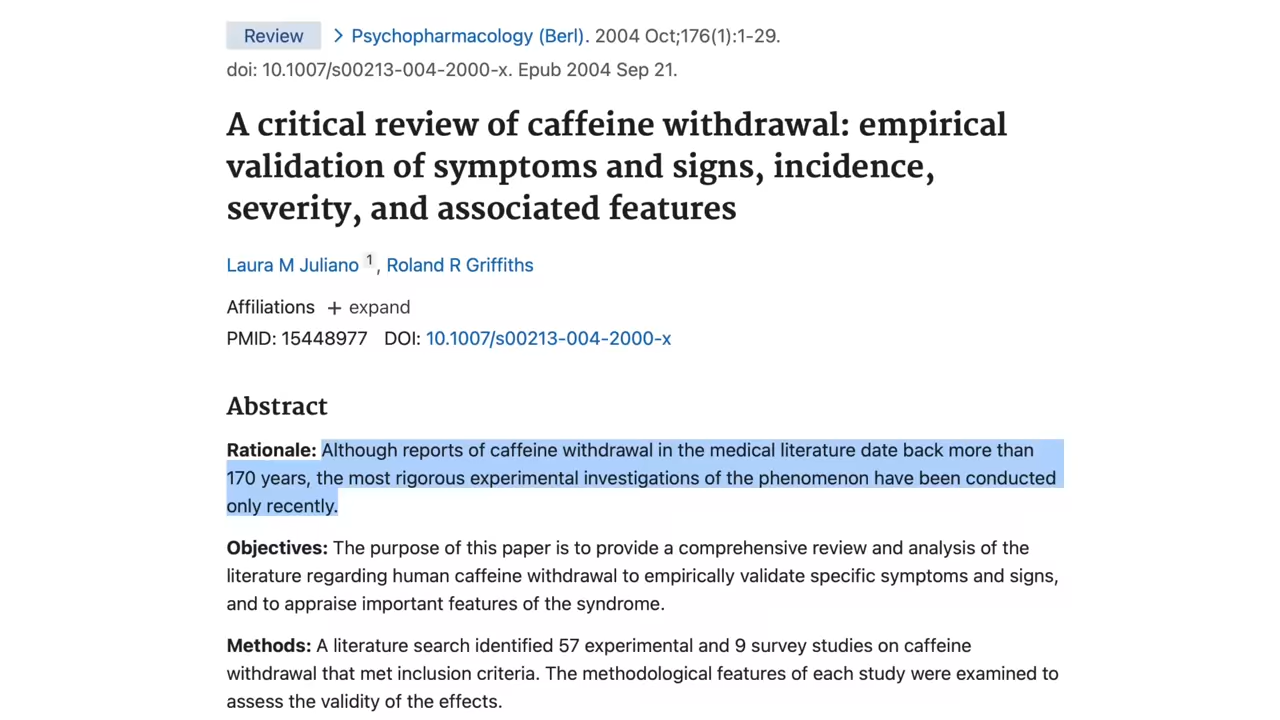 Review > Psychopharmacology (Berl). 2004 Oct;176(1):1-29.
doi: 10.1007/s00213-004-2000-x. Epub 2004 Sep 21.
A critical review of caffeine withdrawal: empirical
validation of symptoms and signs, incidence,
severity, and associated features
Laura M Juliano 1, Roland R Griffiths
Affiliations + expand
PMID: 15448977 DOI: 10.1007/s00213-004-2000-x
Abstract
Rationale: Although reports of caffeine withdrawal in the medical literature date back more than
170 years, the most rigorous experimental investigations of the phenomenon have been conducted
only recently.
Objectives: The purpose of this paper is to provide a comprehensive review and analysis of the
literature regarding human caffeine withdrawal to empirically validate specific symptoms and signs,
and to appraise important features of the syndrome.
Methods: A literature search identified 57 experimental and 9 survey studies on caffeine
withdrawal that met inclusion criteria. The methodological features of each study were examined to
assess the validity of the effects.